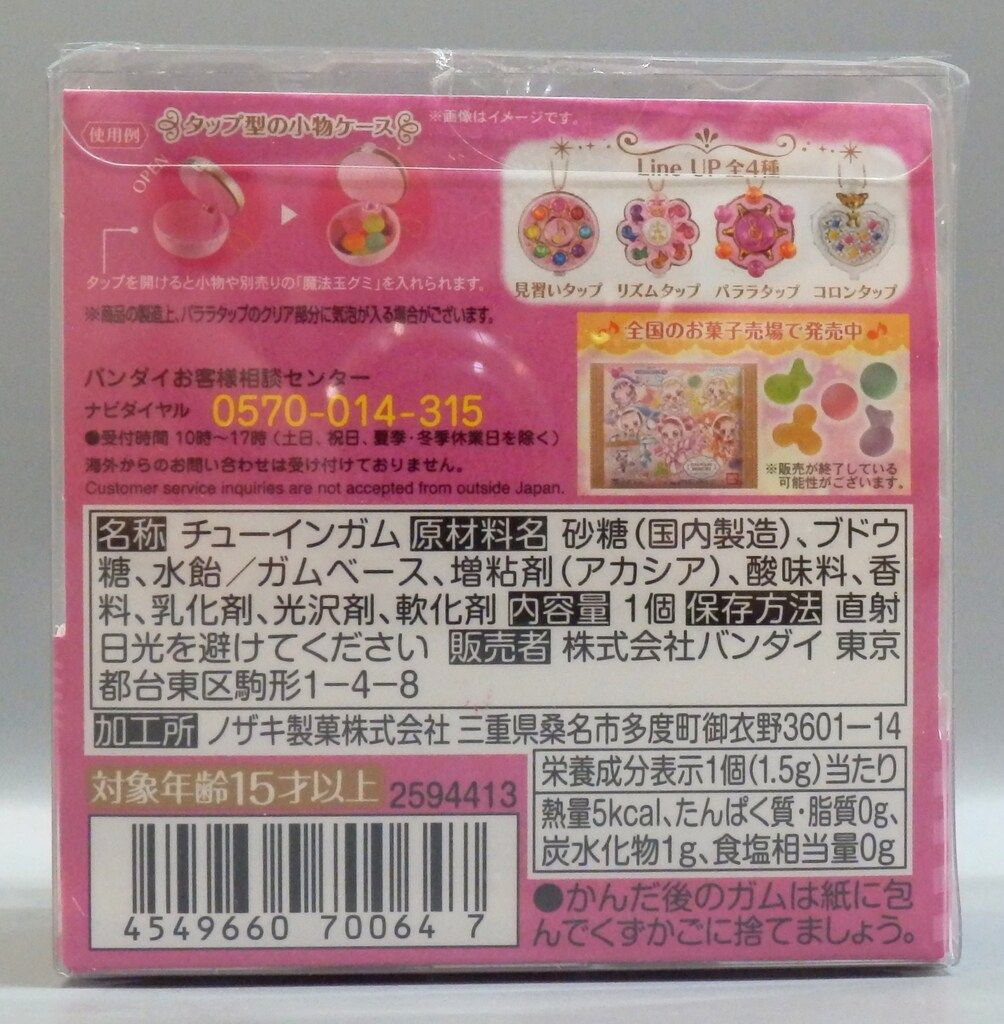 使用例
タップ型の小物ケース
※画像はイメージです。
OPEN
タップを開けると小物や別売りの「魔法玉グミ」を入れられます。
※商品の製造上、パララタップのクリア部分に気泡が入る場合がございます。
Line UP 全4種
見習いタップ リズムタップ パララタップ コロンタップ
全国のお菓子売場で発売中
※販売が終了している
可能性がございます。
バンダイお客様相談センター
ナビダイヤル 0570-014-315
●受付時間 10時〜17時(土日、祝日、夏季・冬季休業日を除く)
海外からのお問い合わせは受け付けておりません。
Customer service inquiries are not accepted from outside Japan.
名称 チューインガム 原材料名 砂糖(国内製造)、ブドウ
糖、水飴/ガムベース、増粘剤(アカシア)、酸味料、香
料、乳化剤、光沢剤、軟化剤 内容量 1個 保存方法 直射
日光を避けてください 販売者 株式会社バンダイ 東京
都台東区駒形1-4-8
加工所 ノザキ製菓株式会社 三重県桑名市多度町御衣野3601-14
対象年齢15才以上 2594413
栄養成分表示1個(1.5g)当たり
熱量5kcal、たんぱく質・脂質0g、
炭水化物1g、食塩相当量0g
4549660 70064 7
●かんだ後のガムは紙に包
んでくずかごに捨てましょう。